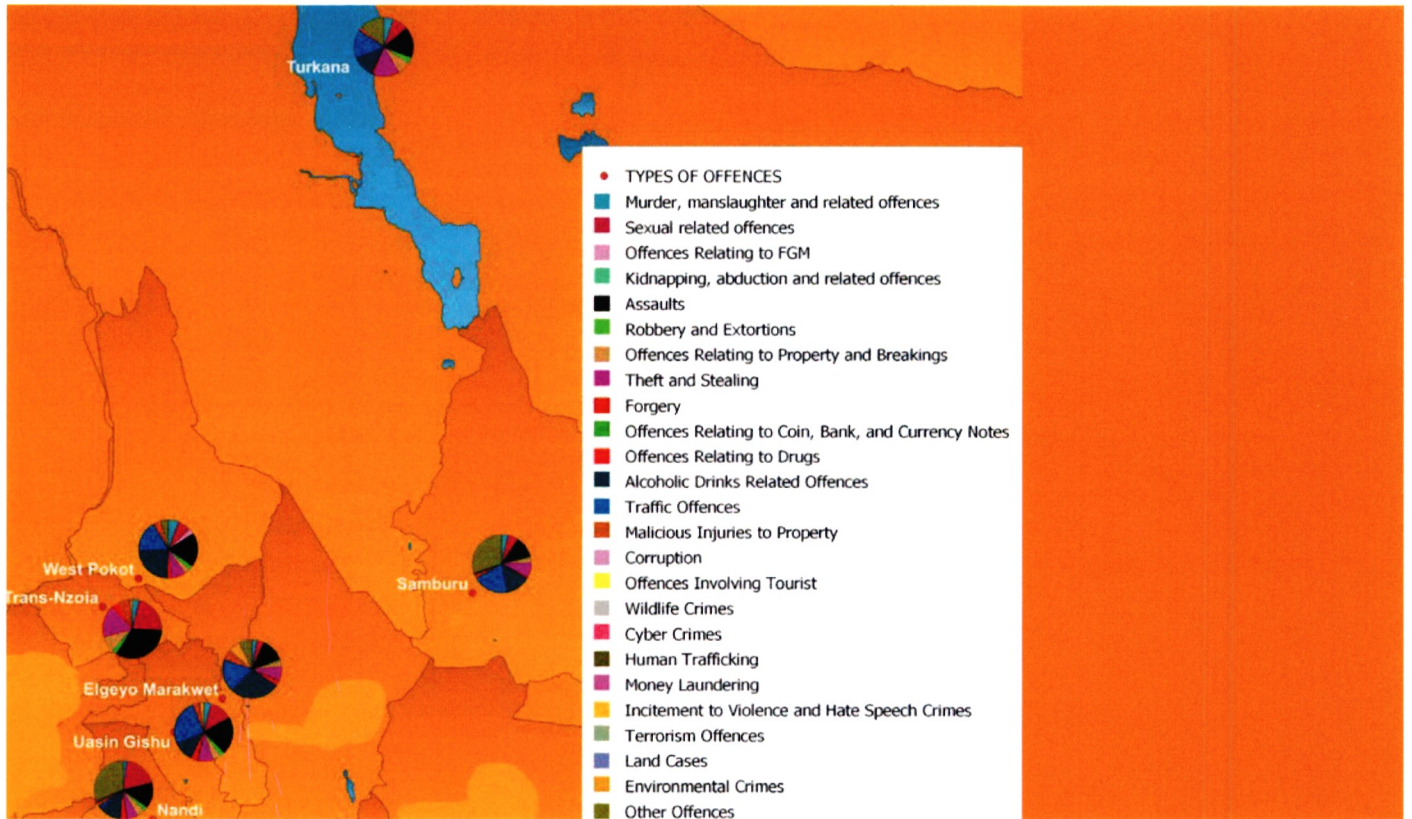 Turkana
TYPES OF OFFENCES
Murder, manslaughter and related offences
Sexual related offences
Offences Relating to FGM
Kidnapping, abduction and related offences
Assaults
Robbery and Extortions
Offences Relating to Property and Breakings
Theft and Stealing
Forgery
Offences Relating to Coin, Bank, and Currency Notes
Offences Relating to Drugs
Alcoholic Drinks Related Offences
Traffic Offences
Malicious Injuries to Property
Corruption
Offences Involving Tourist
Wildlife Crimes
Cyber Crimes
Human Trafficking
Money Laundering
Incitement to Violence and Hate Speech Crimes
Terrorism Offences
Land Cases
Environmental Crimes
Other Offences
West Pokot
Trans-Nzoia
Samburu
Elgeyo Marakwet
Uasin Gishu
Nandi